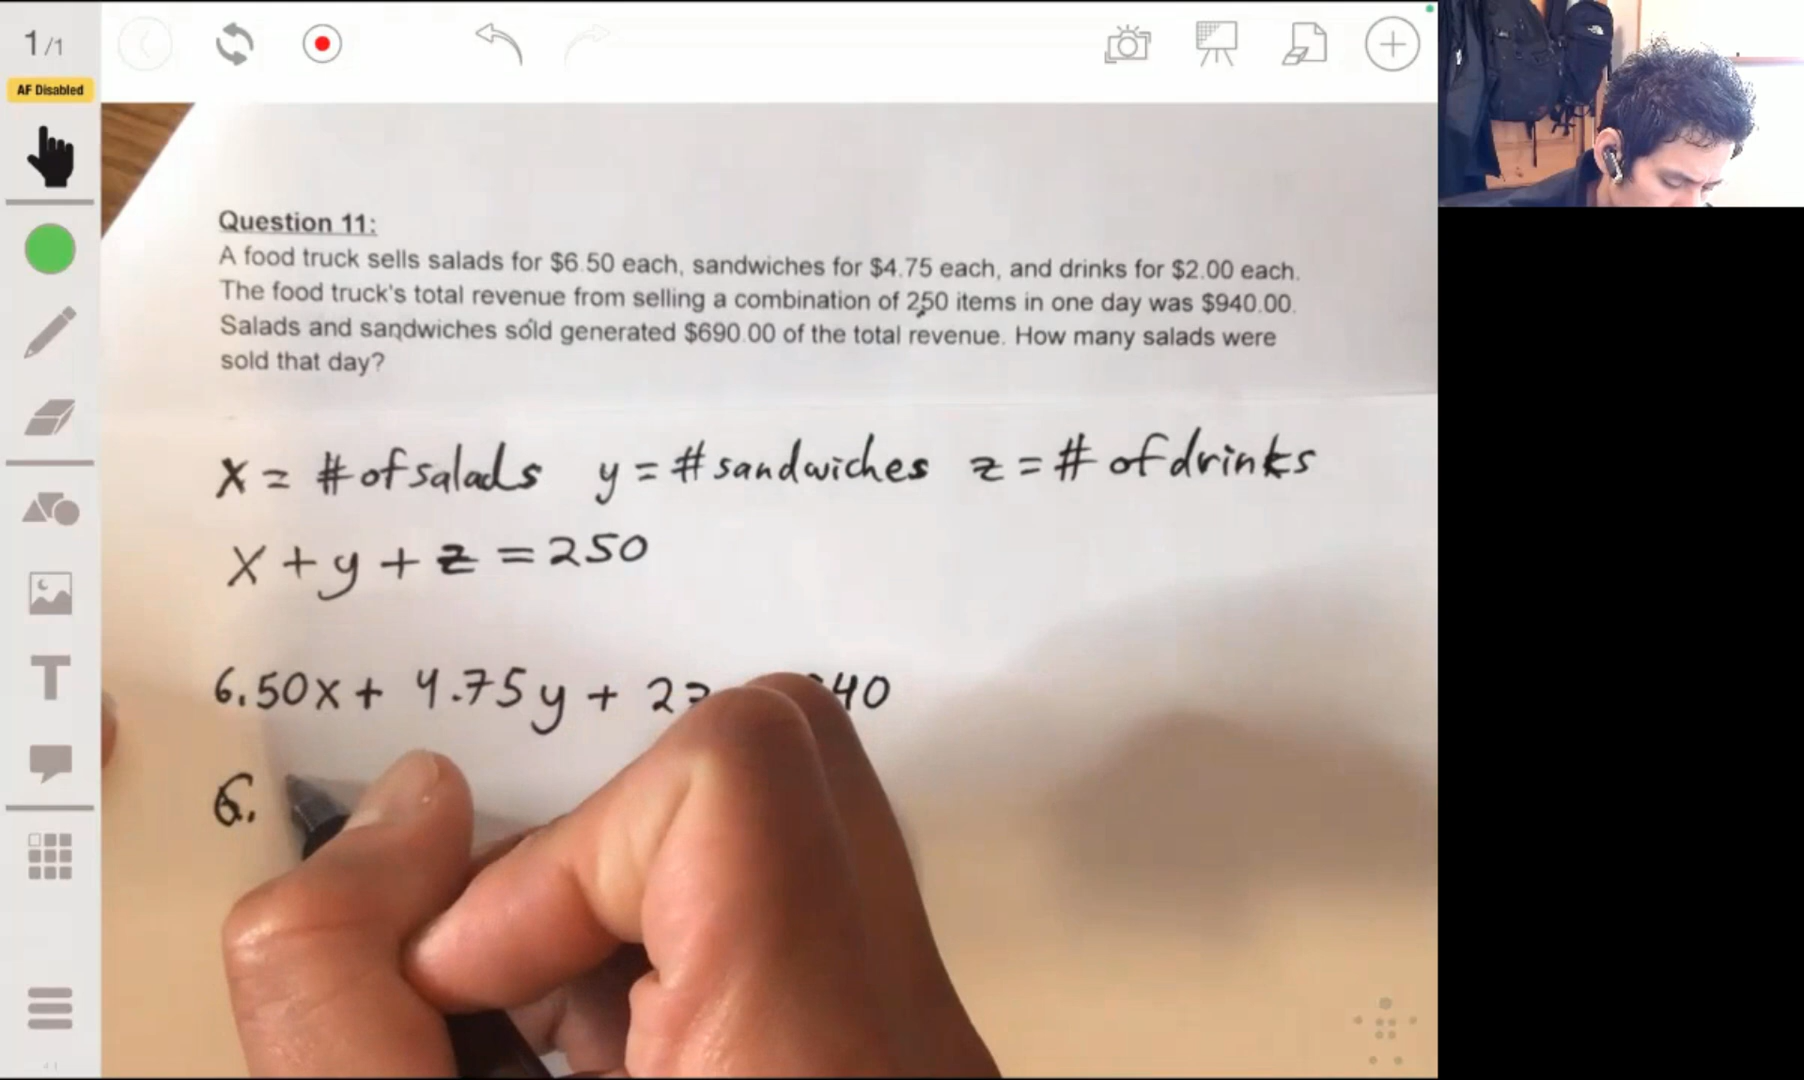 1/1
AF Disabled
Question 11:
A food truck sells salads for $6.50 each, sandwiches for $4.75 each, and drinks for $2.00 each.
The food truck's total revenue from selling a combination of 250 items in one day was $940.00.
Salads and sandwiches sold generated $690.00 of the total revenue. How many salads were
sold that day?
x = # of salads y = # sandwiches z = # of drinks
x + y + z = 250
6.50x + 4.75y + 2z 40
6.
T